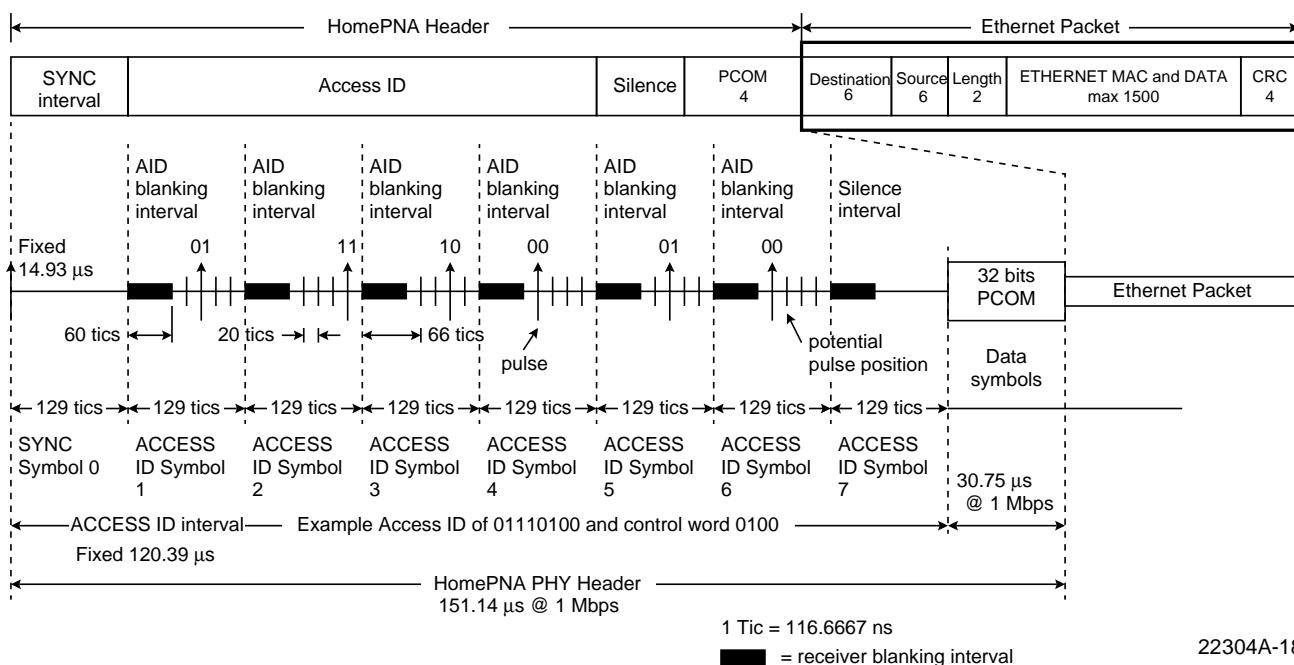 HomePNA Header
Ethernet Packet
SYNC interval
Access ID
Silence
PCOM 4
Destination 6
Source 6
Length 2
ETHERNET MAC and DATA max 1500
CRC 4
AID blanking interval
AID blanking interval
AID blanking interval
AID blanking interval
AID blanking interval
AID blanking interval
Silence interval
Fixed 14.93 μs
01
11
10
00
01
00
32 bits PCOM
Ethernet Packet
60 tics
20 tics
66 tics
pulse
potential pulse position
Data symbols
129 tics
129 tics
129 tics
129 tics
129 tics
129 tics
129 tics
129 tics
SYNC Symbol 0
ACCESS ID Symbol 1
ACCESS ID Symbol 2
ACCESS ID Symbol 3
ACCESS ID Symbol 4
ACCESS ID Symbol 5
ACCESS ID Symbol 6
ACCESS ID Symbol 7
30.75 μs @ 1 Mbps
ACCESS ID interval
Example Access ID of 01110100 and control word 0100
Fixed 120.39 μs
HomePNA PHY Header
151.14 μs @ 1 Mbps
1 Tic = 116.6667 ns
= receiver blanking interval
22304A-18